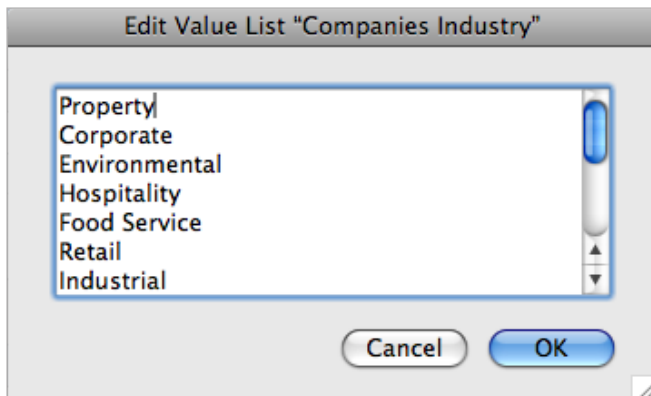 Edit Value List “Companies Industry”
Property
Corporate
Environmental
Hospitality
Food Service
Retail
Industrial
Cancel OK